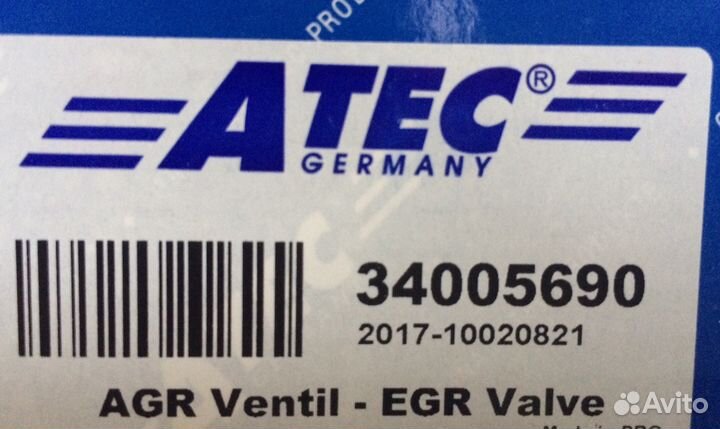 ATEC®
GERMANY
34005690
2017-10020821
AGR Ventil - EGR Valve
Avito